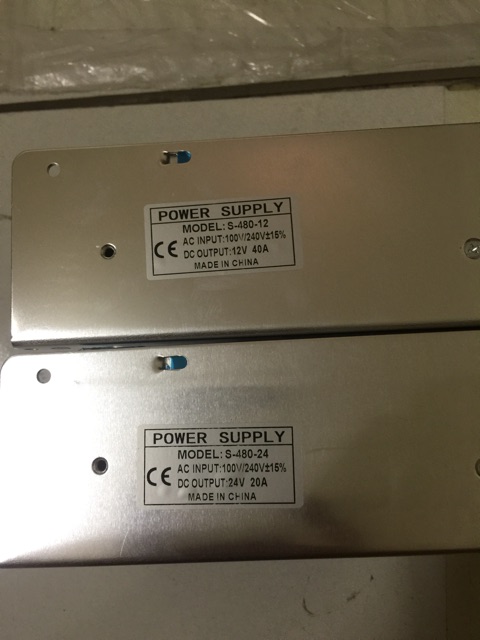 POWER SUPPLY
MODEL: S-480-12
AC INPUT:100V/240V±15%
CE DC OUTPUT:12V 40A
MADE IN CHINA
POWER SUPPLY
MODEL: S-480-24
AC INPUT:100V/240V±15%
CE DC OUTPUT:24V 20A
MADE IN CHINA